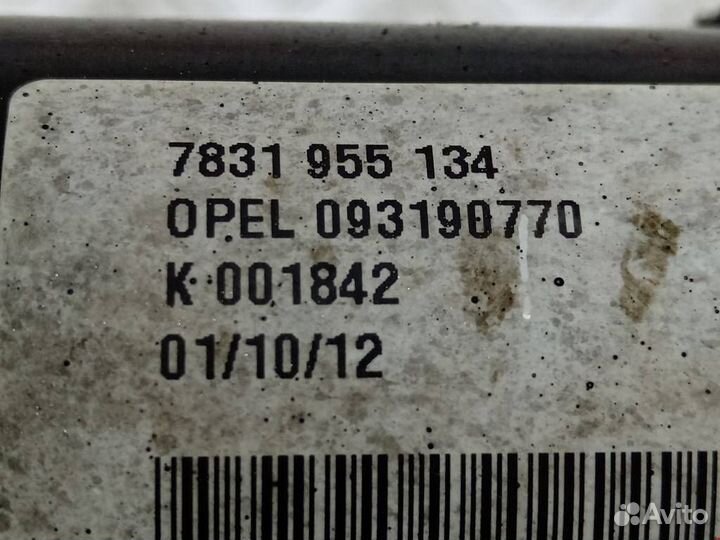 7831 955 134
OPEL 093190770
K 001842
01/10/12
Avito